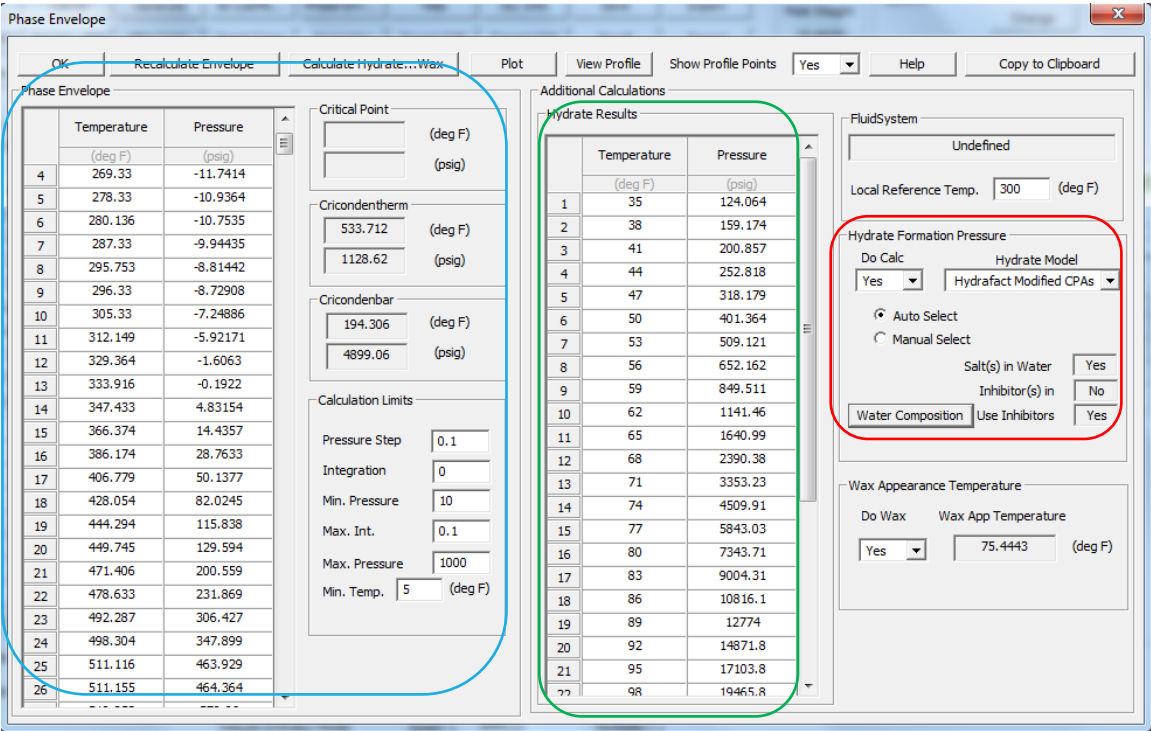 Phase Envelope
OK Recalculate Envelope Calculate Hydrate...Wax Plot View Profile Show Profile Points Yes Help Copy to Clipboard
Phase Envelope
Temperature Pressure
(deg F) (psig)
4 269.33 -11.7414
5 278.33 -10.9364
6 280.136 -10.7535
7 287.33 -9.94435
8 295.753 -8.81442
9 296.33 -8.72908
10 305.33 -7.24886
11 312.149 -5.92171
12 329.364 -1.6063
13 333.916 -0.1922
14 347.433 4.83154
15 366.374 14.4357
16 386.174 28.7633
17 406.779 50.1377
18 428.054 82.0245
19 444.294 115.838
20 449.745 129.594
21 471.406 200.559
22 478.633 231.869
23 492.287 306.427
24 498.304 347.899
25 511.116 463.929
26 511.155 464.364
Critical Point
(deg F)
(psig)
Cricondentherm
533.712 (deg F)
1128.62 (psig)
Cricondenbar
194.306 (deg F)
4899.06 (psig)
Calculation Limits
Pressure Step 0.1
Integration 0
Min. Pressure 10
Max. Int. 0.1
Max. Pressure 1000
Min. Temp. 5 (deg F)
Additional Calculations
Hydrate Results
Temperature Pressure
(deg F) (psig)
1 35 124.064
2 38 159.174
3 41 200.857
4 44 252.818
5 47 318.179
6 50 401.364
7 53 509.121
8 56 652.162
9 59 849.511
10 62 1141.46
11 65 1640.99
12 68 2390.38
13 71 3353.23
14 74 4509.91
15 77 5843.03
16 80 7343.71
17 83 9004.31
18 86 10816.1
19 89 12774
20 92 14871.8
21 95 17103.8
22 98 19465.8
FluidSystem
Undefined
Local Reference Temp. 300 (deg F)
Hydrate Formation Pressure
Do Calc Hydrate Model
Yes Hydrafact Modified CPAs
Auto Select
Manual Select
Salt(s) in Water Yes
Inhibitor(s) in No
Water Composition Use Inhibitors Yes
Wax Appearance Temperature
Do Wax Wax App Temperature
Yes 75.4443 (deg F)